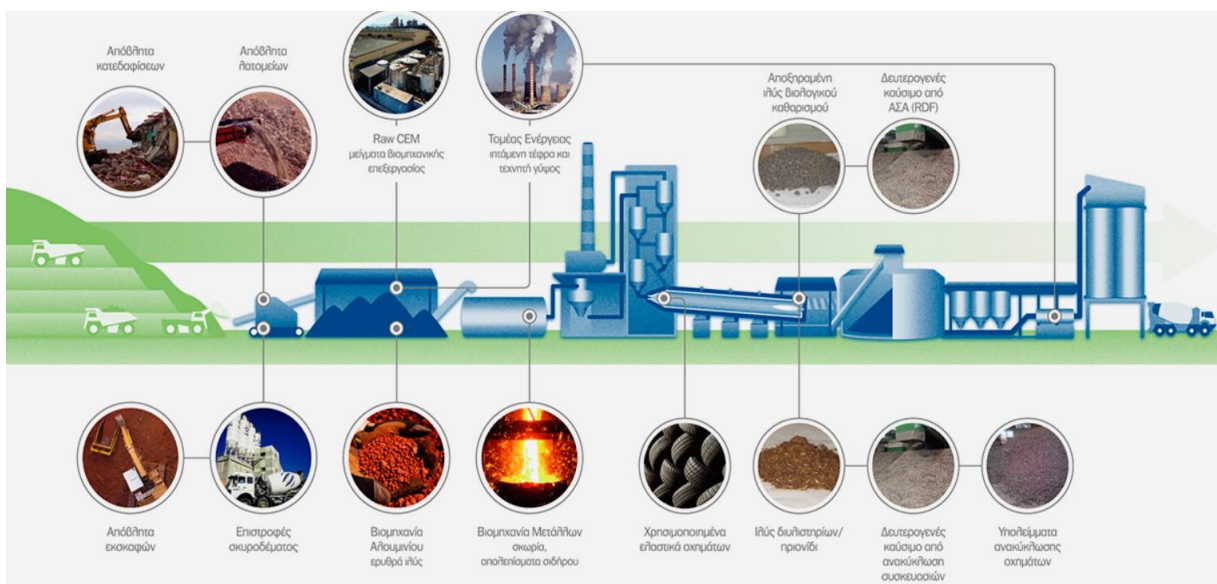 Απόβλητα
κατεδαφίσεων
Απόβλητα
λατομείων
Raw CEM
μείγματα βιομηχανικής
επεξεργασίας
Τομέας Ενέργειας
ιπτάμενη τέφρα και
τεχνητή γύψος
Αποξηραμένη
ιλύς βιολογικού
καθαρισμού
Δευτερογενές
καύσιμο από
ΑΣΑ (RDF)
Απόβλητα
εκσκαφών
Επιστροφές
σκυροδέματος
Βιομηχανία
Αλουμινίου
ερυθρά ιλύς
Βιομηχανία Μετάλλων
σκωρία,
απολεπίσματα σιδήρου
Χρησιμοποιημένα
ελαστικά οχημάτων
Ιλύς διυλιστηρίων/
πριονίδι
Δευτερογενές
καύσιμο από
ανακύκλωση
συσκευασιών
Υπολείμματα
ανακύκλωσης
οχημάτων